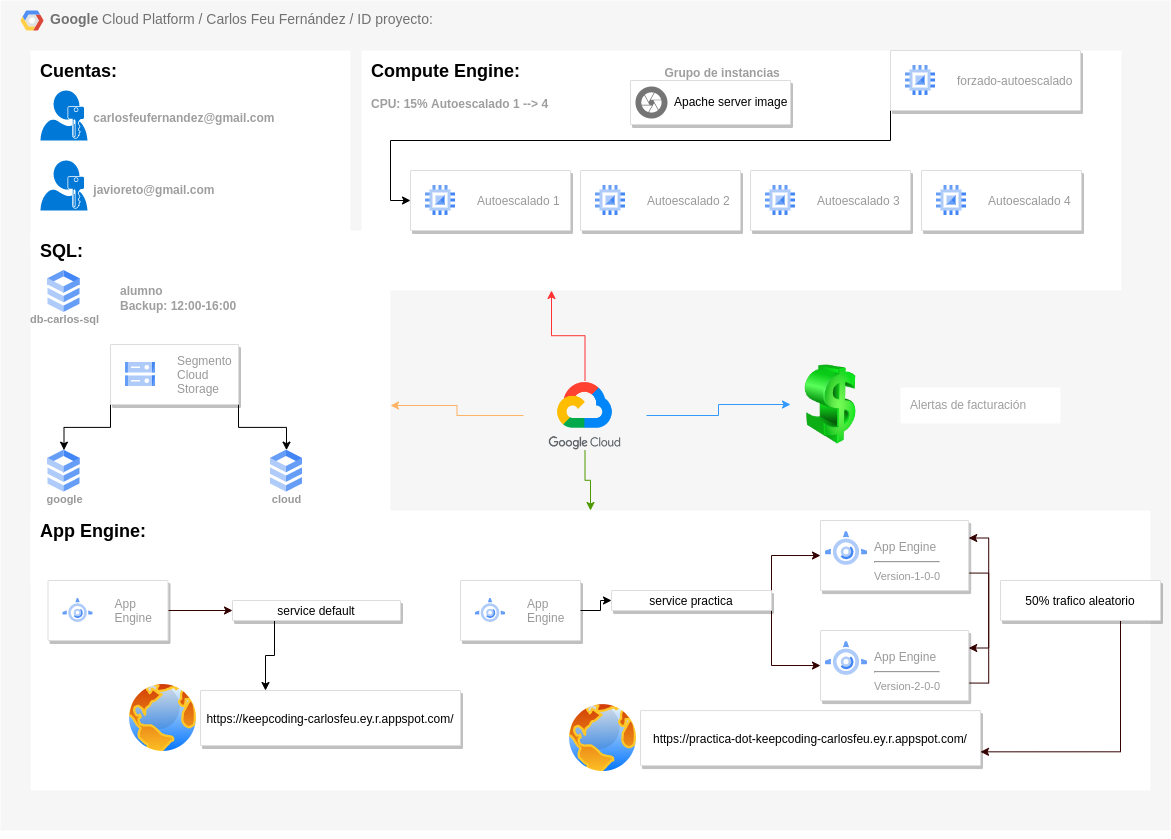 Google Cloud Platform / Carlos Feu Fernández / ID proyecto:
Cuentas:
carlosfeufernandez@gmail.com
javioreto@gmail.com
Compute Engine:
CPU: 15% Autoescalado 1 --> 4
Grupo de instancias
Apache server image
forzado-autoescalado
Autoescalado 1
Autoescalado 2
Autoescalado 3
Autoescalado 4
SQL:
db-carlos-sql
alumno
Backup: 12:00-16:00
Segmento
Cloud
Storage
google
cloud
Google Cloud
Alertas de facturación
App Engine:
App
Engine
service default
https://keepcoding-carlosfeu.ey.r.appspot.com/
App
Engine
service practica
App Engine
Version-1-0-0
App Engine
Version-2-0-0
50% trafico aleatorio
https://practica-dot-keepcoding-carlosfeu.ey.r.appspot.com/